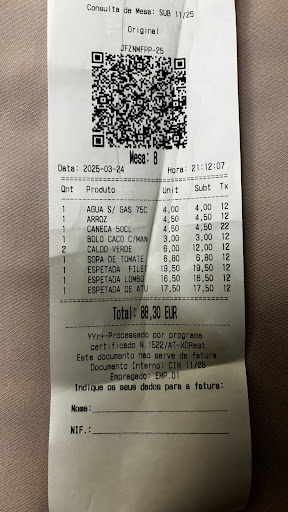 Consulta de Mesa: SUB 11/25
Original
JFZNMFPP-25
Mesa: 8
Data: 2025-03-24 Hora: 21:12:07
Qnt Produto Unit Subt Tx
1 AGUA S/ GAS 75C 4,00 4,00 12
1 ARROZ 4,50 4,50 12
1 CANECA 50CL 4,50 4,50 22
1 BOLO CACO C/MAN 3,00 3,00 12
2 CALDO VERDE 6,00 12,00 12
1 SOPA DE TOMATE 6,80 6,80 12
1 ESPETADA FILET 19,50 19,50 12
1 ESPETADA LOMBO 16,50 16,50 12
1 ESPETADA DE ATU 17,50 17,50 12
Total: 88,30 EUR
YYr+-Processado por programa
certificado N.1522/AT-XDRest
Este documento nao serve de fatura
Documento Interno: CIN 11/25
Empregado: EMP.01
Indique os seus dados para a fatura:
Nome:
NIF.: